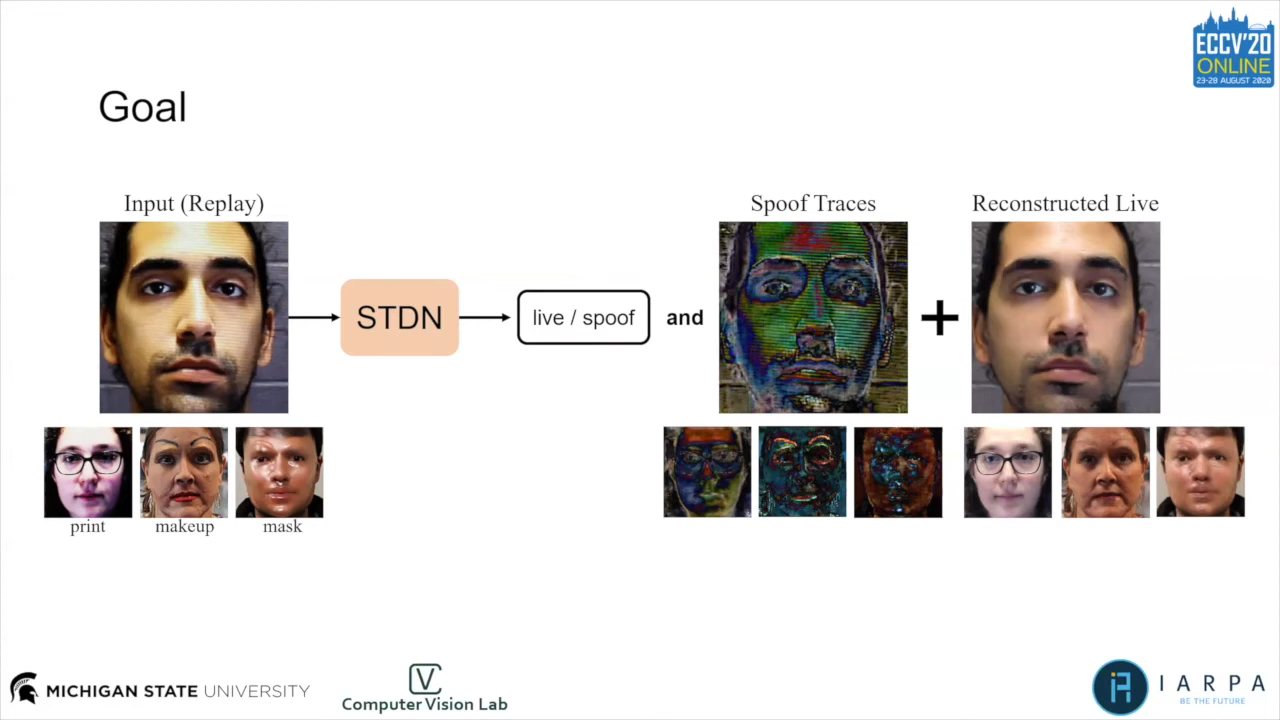 ECCV'20
ONLINE
23-28 AUGUST 2020
Goal
Input (Replay)
Spoof Traces
Reconstructed Live
STDN
live / spoof
and
+
print
makeup
mask
MICHIGAN STATE UNIVERSITY
Computer Vision Lab
IARPA
BE THE FUTURE